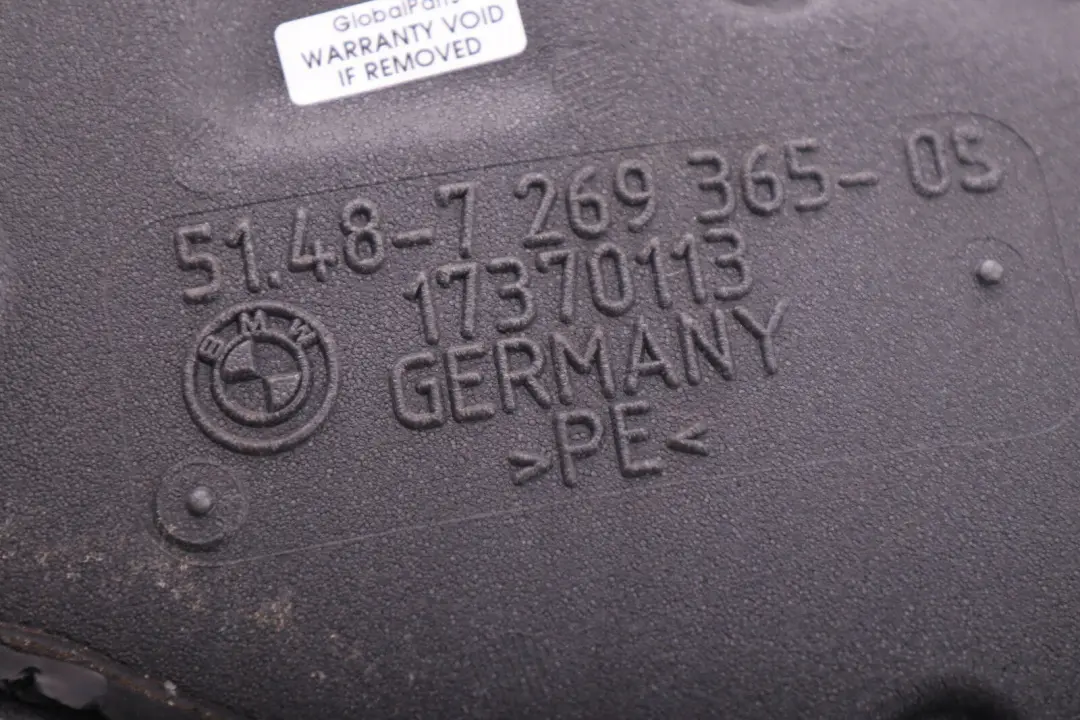 GlobalParts
WARRANTY VOID
IF REMOVED
51.48-7 269 365-05
17370113
BMW
GERMANY
>PE<